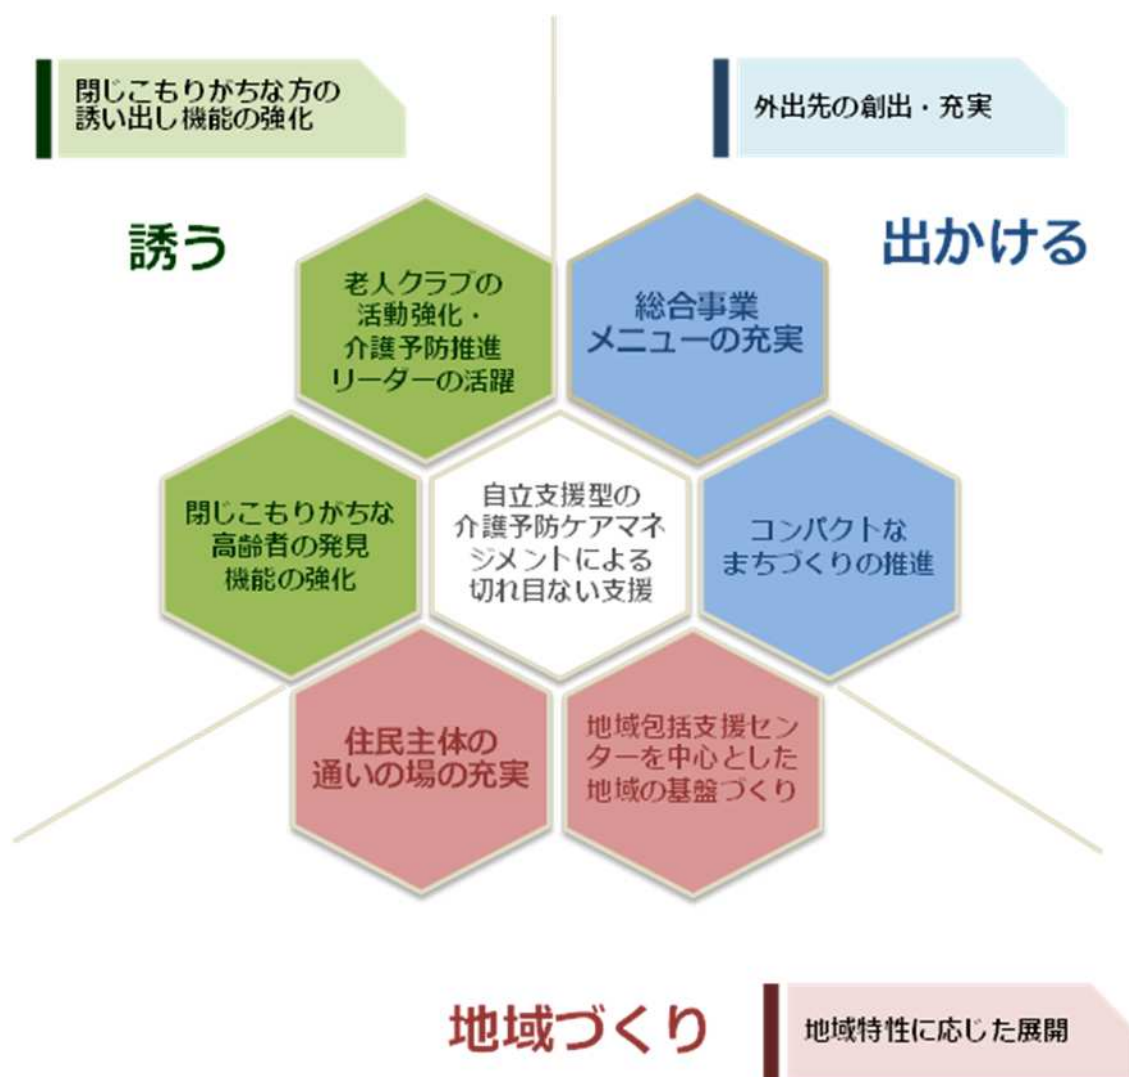 閉じこもりがちな方の
誘い出し機能の強化
外出先の創出・充実
誘う
出かける
老人クラブの
活動強化・
介護予防推進
リーダーの活躍
総合事業
メニューの充実
閉じこもりがちな
高齢者の発見
機能の強化
自立支援型の
介護予防ケアマネ
ジメントによる
切れ目ない支援
コンパクトな
まちづくりの推進
住民主体の
通いの場の充実
地域包括支援セン
ターを中心とした
地域の基盤づくり
地域づくり
地域特性に応じた展開